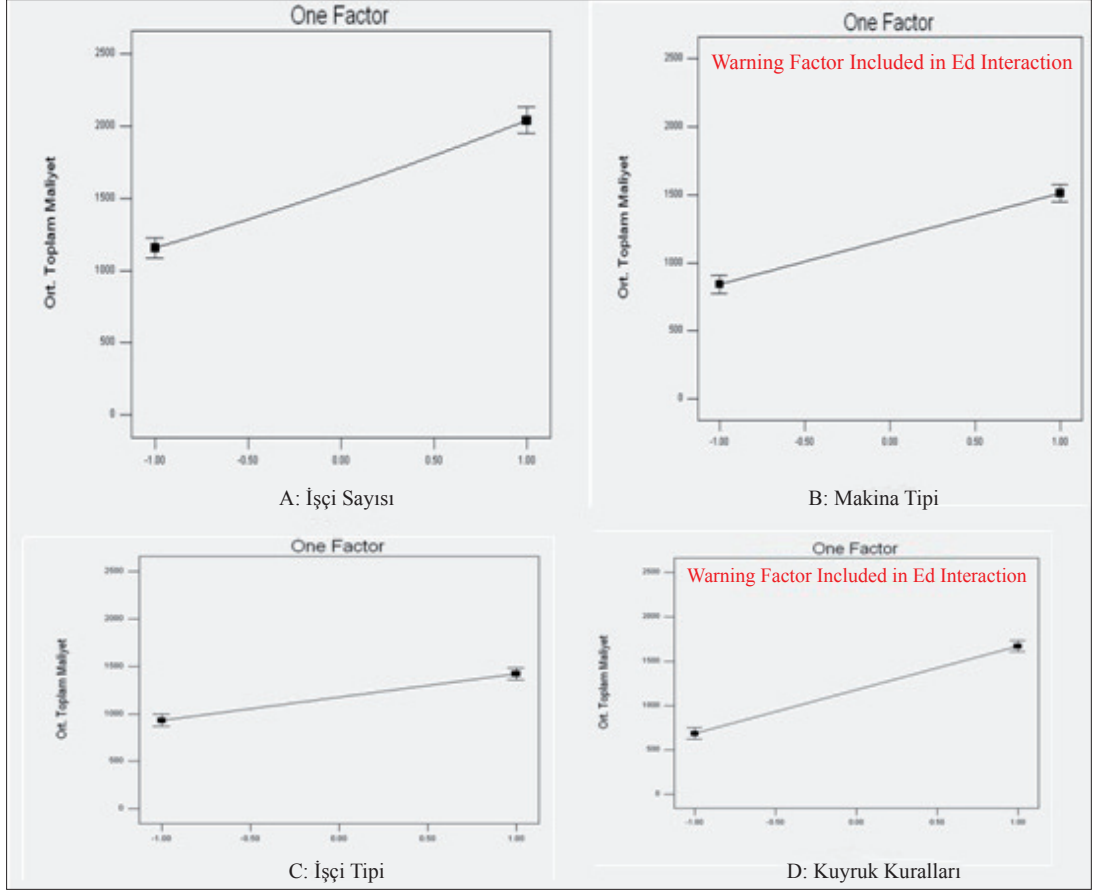 One Factor
2500
2000
1500
1000
500
0
Ort. Toplam Maliyet
-1.00 -0.50 0.00 0.50 1.00
A: İşçi Sayısı
One Factor
Warning Factor Included in Ed Interaction
2500
2000
1500
1000
500
0
Ort. Toplam Maliyet
-1.00 -0.50 0.00 0.50 1.00
B: Makina Tipi
One Factor
2500
2000
1500
1000
500
0
Ort. Toplam Maliyet
-1.00 -0.50 0.00 0.50 1.00
C: İşçi Tipi
One Factor
Warning Factor Included in Ed Interaction
2500
2000
1500
1000
500
0
Ort. Toplam Maliyet
-1.00 -0.50 0.00 0.50 1.00
D: Kuyruk Kuralları